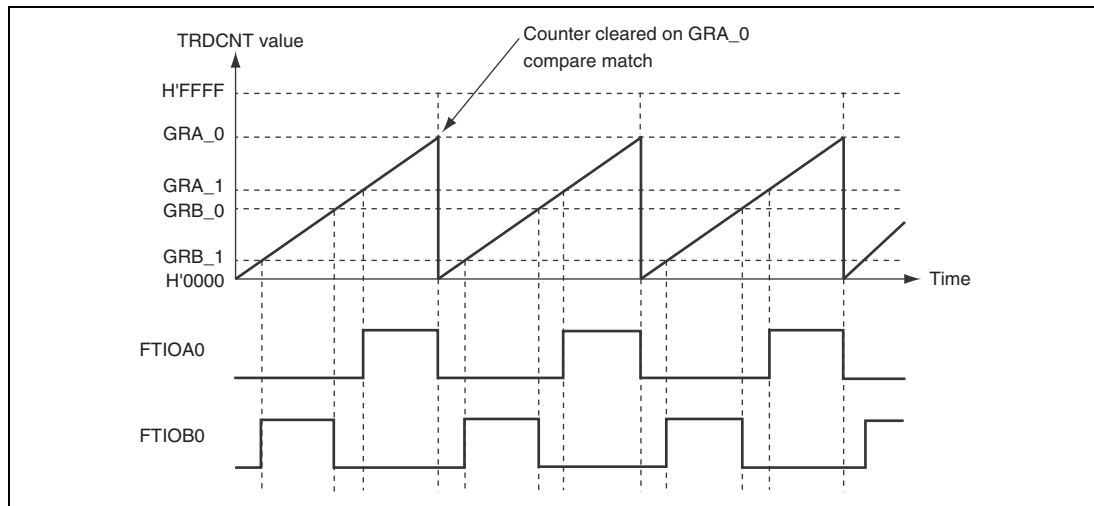 TRDCNT value
Counter cleared on GRA_0
compare match
H'FFFF
GRA_0
GRA_1
GRB_0
GRB_1
H'0000
Time
FTIOA0
FTIOB0